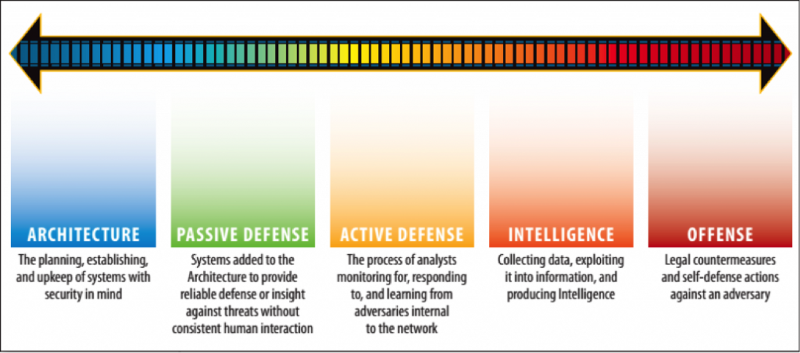 ARCHITECTURE
The planning, establishing,
and upkeep of systems with
security in mind
PASSIVE DEFENSE
Systems added to the
Architecture to provide
reliable defense or insight
against threats without
consistent human interaction
ACTIVE DEFENSE
The process of analysts
monitoring for, responding
to, and learning from
adversaries internal
to the network
INTELLIGENCE
Collecting data, exploiting
it into information, and
producing Intelligence
OFFENSE
Legal countermeasures
and self-defense actions
against an adversary